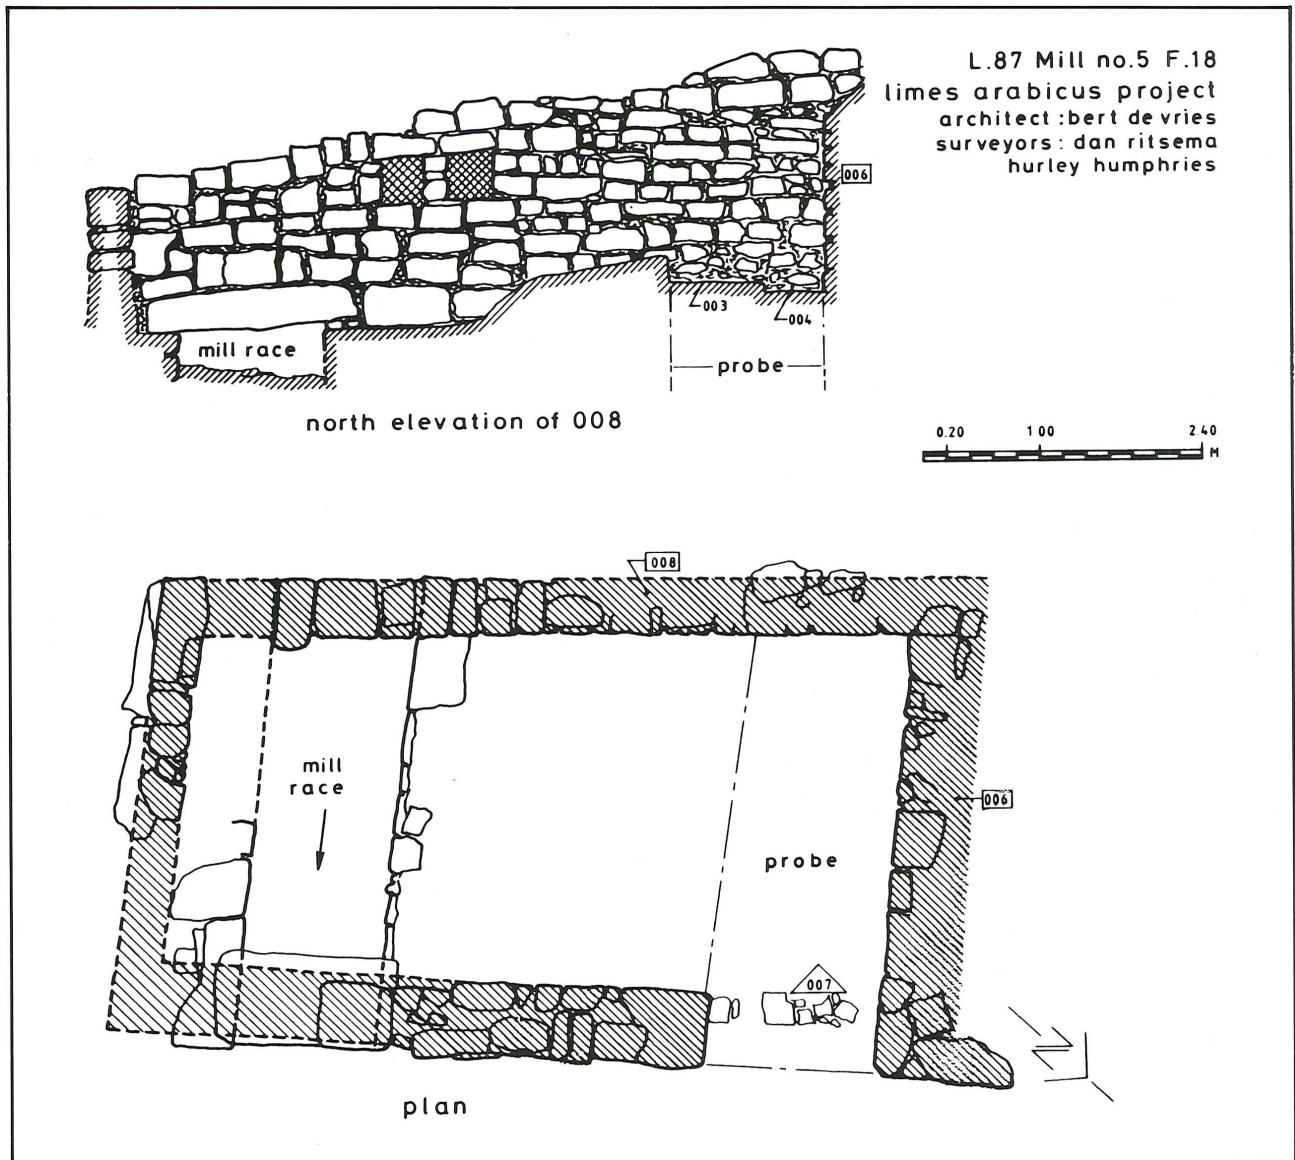 L.87 Mill no.5 F.18
limes arabicus project
architect :bert de vries
surveyors: dan ritsema
hurley humphries
006
003
004
mill race
probe
north elevation of 008
0.20 1 00 2.40
M
008
mill
race
006
probe
007
plan